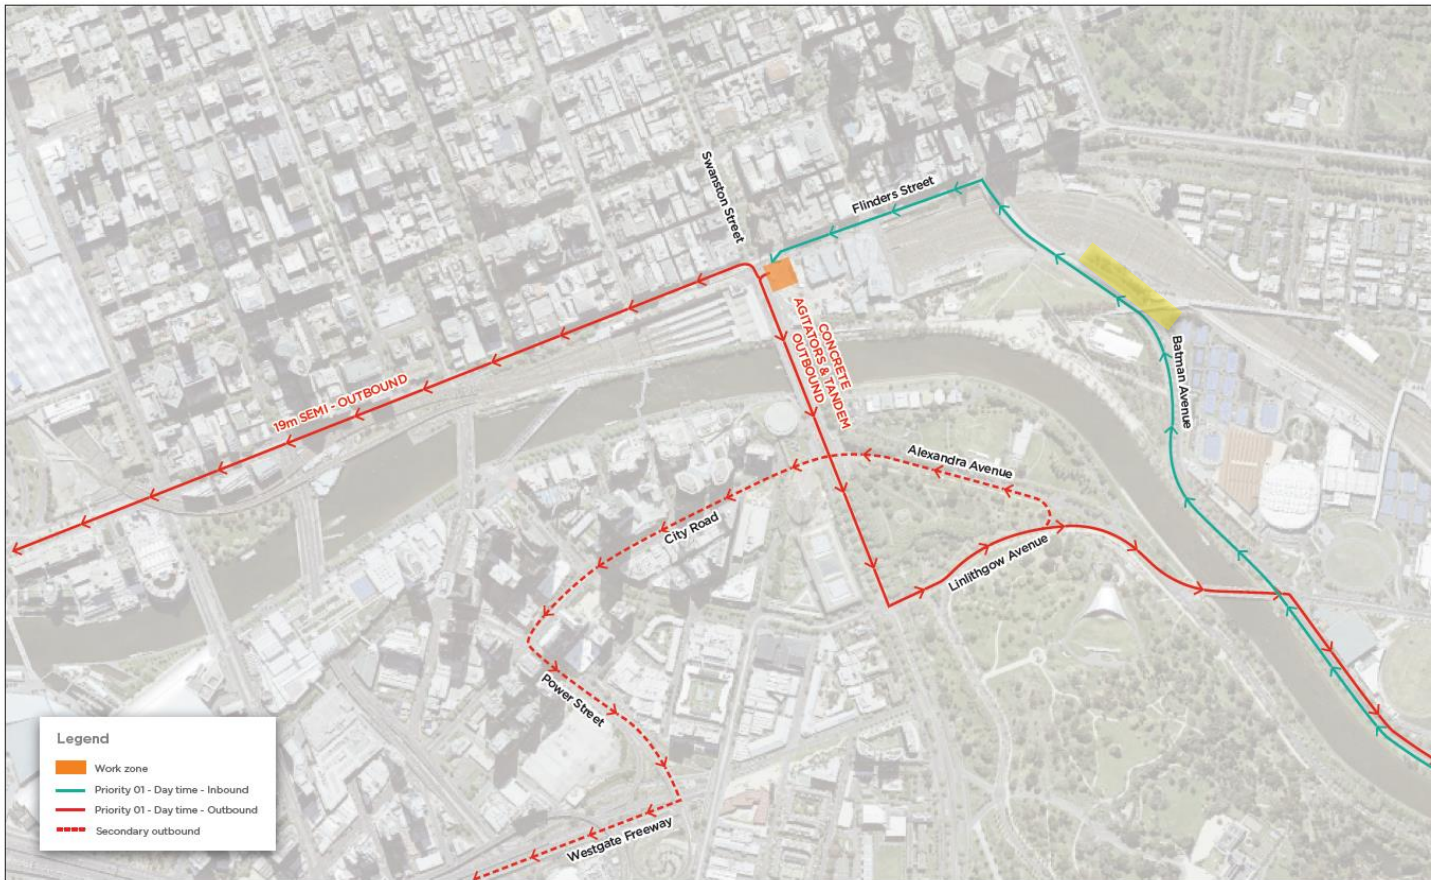 Swanston Street
Flinders Street
Batman Avenue
CONCRETE
AGITATORS & TANDEM
OUTBOUND
19m SEMI - OUTBOUND
Alexandra Avenue
City Road
Linlithgow Avenue
Power Street
Westgate Freeway
Legend
Work zone
Priority 01 - Day time - Inbound
Priority 01 - Day time - Outbound
Secondary outbound